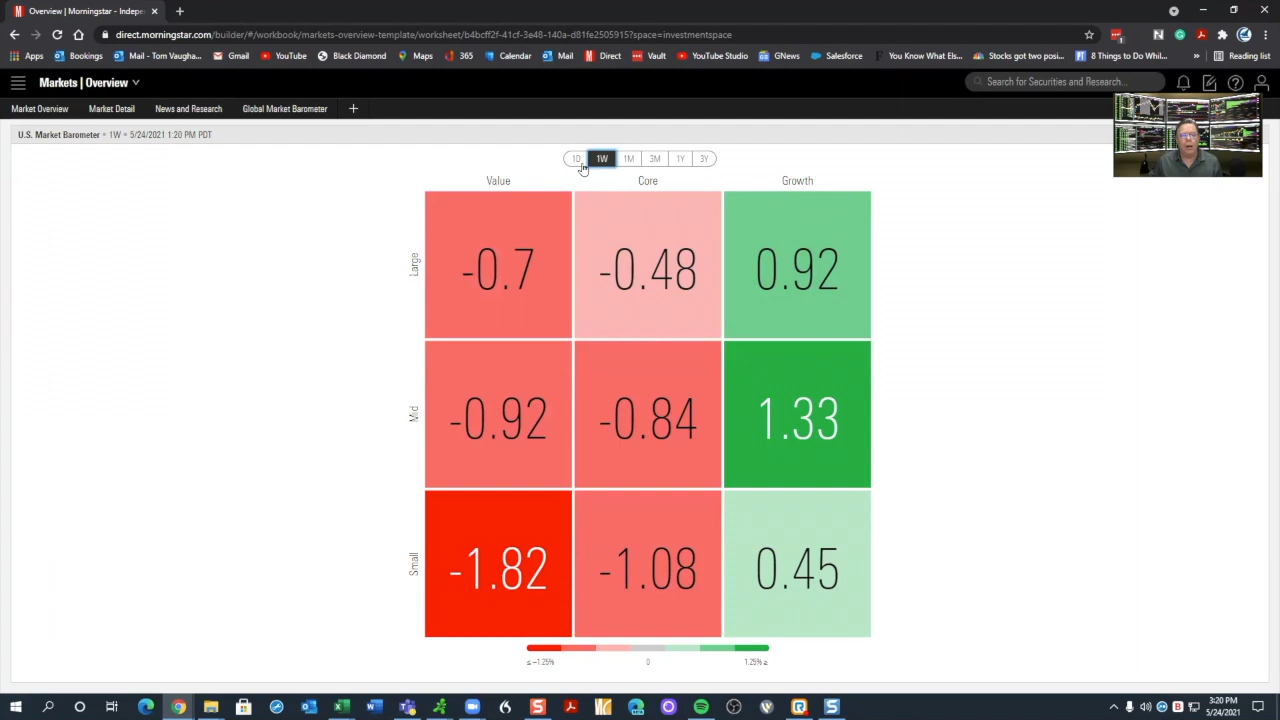 Overview | Morningstar - Indepe
direct.morningstar.com/builder/#/workbook/markets-overview-template/worksheet/b4bcff2f-41cf-3e48-140a-d81fe2505915?space=investmentspace
Apps Bookings Mail - Tom Vaugha... Gmail YouTube Black Diamond Maps 365 Calendar Mail Direct Vault YouTube Studio GNews Salesforce You Know What Els... Stocks got two posi... 8 Things to Do Whil... » Reading list
Markets | Overview
Search for Securities and Research...
Market Overview Market Detail News and Research Global Market Barometer +
U.S. Market Barometer • 1W • 5/24/2021 1:20 PM PDT
1D 1W 1M 3M 1Y 3Y
Value Core Growth
Large -0.7 -0.48 0.92
Mid -0.92 -0.84 1.33
Small -1.82 -1.08 0.45
≤ -1.25% 0 1.25% ≥
3:20 PM
5/24/2021